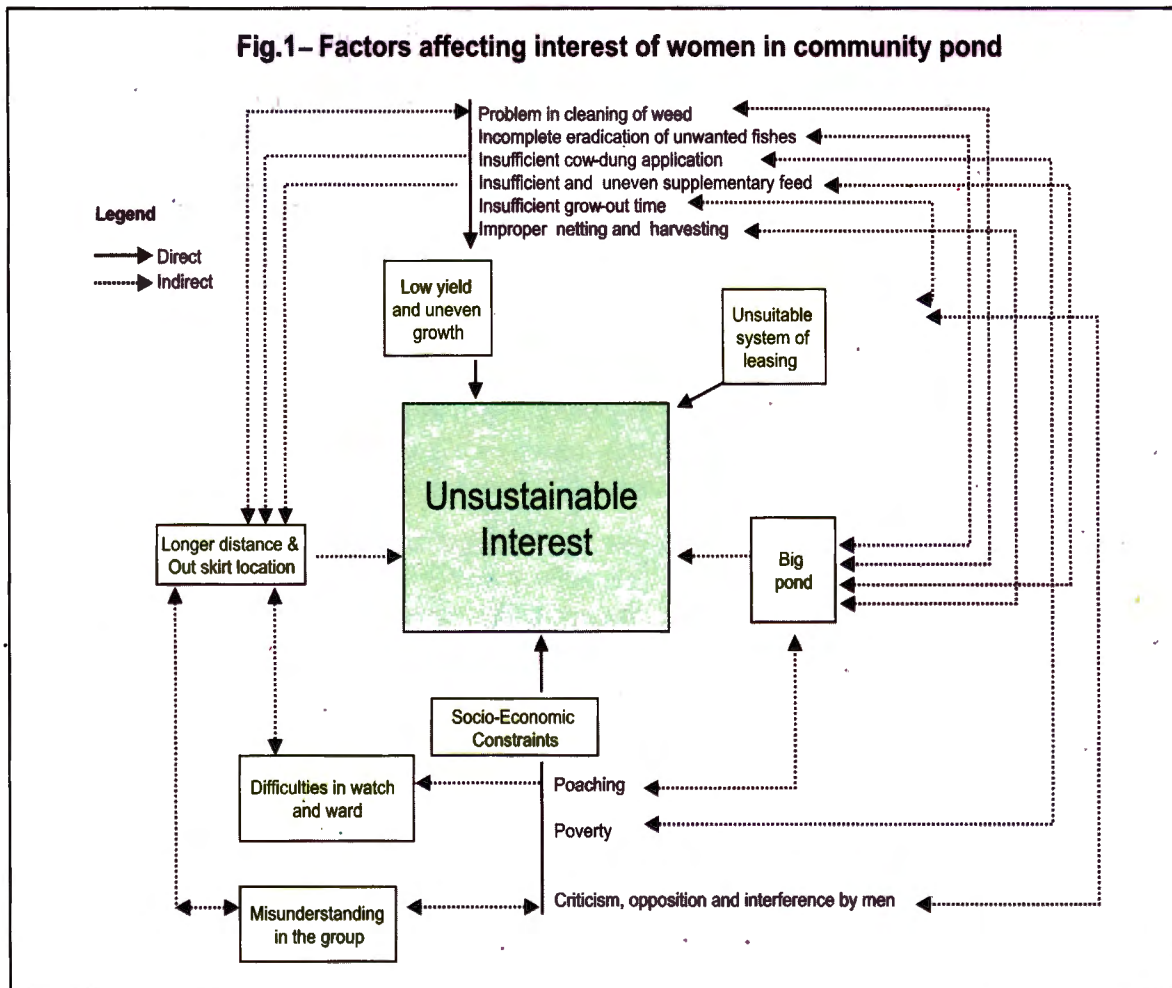 Fig.1– Factors affecting interest of women in community pond
Problem in cleaning of weed
Incomplete eradication of unwanted fishes
Insufficient cow-dung application
Insufficient and uneven supplementary feed
Insufficient grow-out time
Improper netting and harvesting
Legend
Direct
Indirect
Low yield
and uneven
growth
Unsuitable
system of
leasing
Unsustainable
Interest
Longer distance &
Out skirt location
Big
pond
Socio-Economic
Constraints
Difficulties in watch
and ward
Poaching
Poverty
Misunderstanding
in the group
Criticism, opposition and interference by men